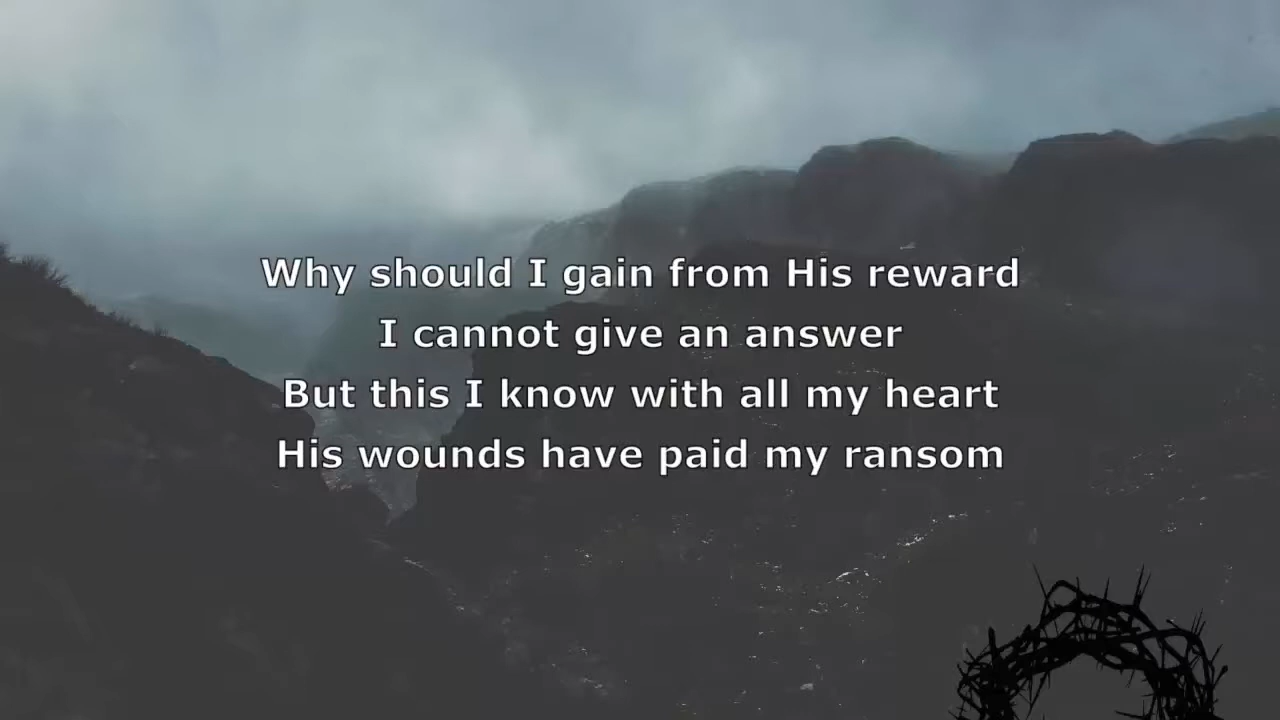 Why should I gain from His reward
I cannot give an answer
But this I know with all my heart
His wounds have paid my ransom